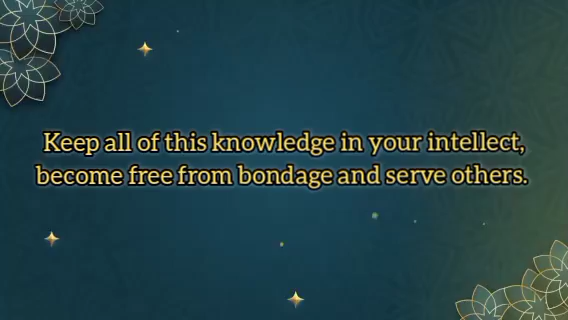 Keep all of this knowledge in your intellect,
become free from bondage and serve others.